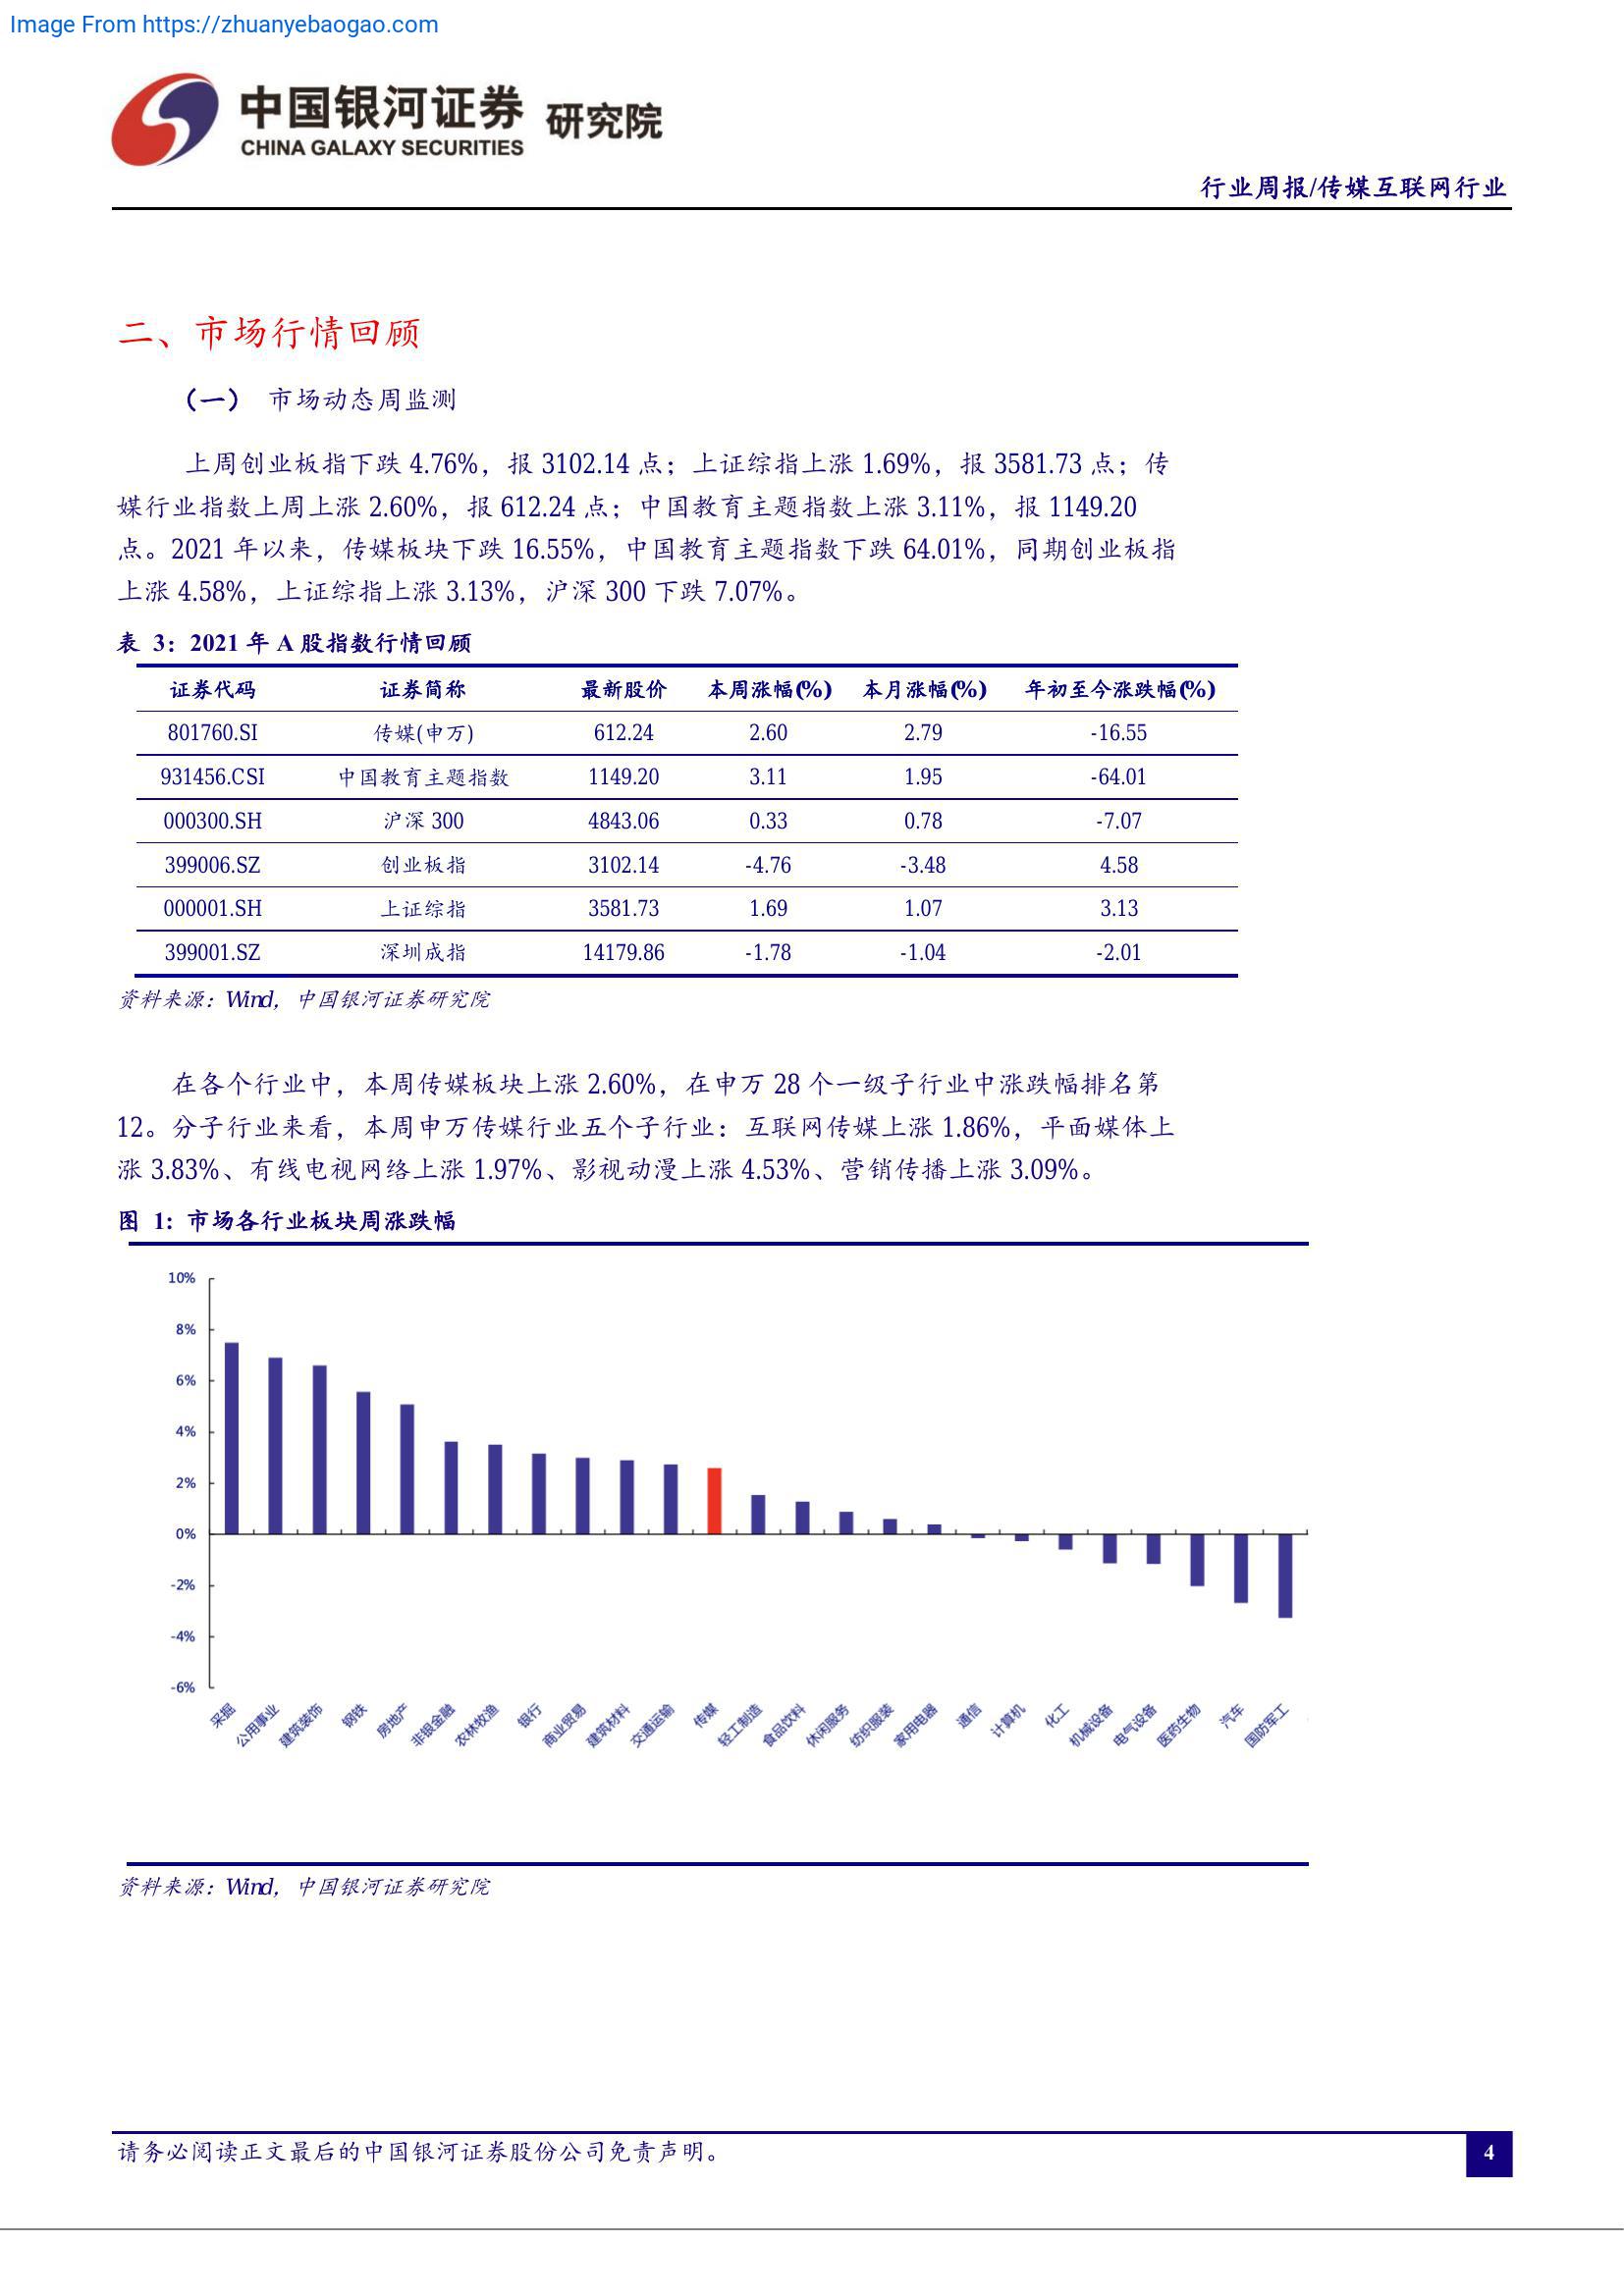 Image From https://zhuanyebaogao.com
中国银河证券 研究院
CHINA GALAXY SECURITIES
行业周报/传媒互联网行业
二、市场行情回顾
（一） 市场动态周监测
上周创业板指下跌 4.76%，报 3102.14 点；上证综指上涨 1.69%，报 3581.73 点；传
媒行业指数上周上涨 2.60%，报 612.24 点；中国教育主题指数上涨 3.11%，报 1149.20
点。2021 年以来，传媒板块下跌 16.55%，中国教育主题指数下跌 64.01%，同期创业板指
上涨 4.58%，上证综指上涨 3.13%，沪深 300 下跌 7.07%。
表 3：2021 年 A 股指数行情回顾
证券代码 证券简称 最新股价 本周涨幅(%) 本月涨幅(%) 年初至今涨跌幅(%)
801760.SI 传媒(申万) 612.24 2.60 2.79 -16.55
931456.CSI 中国教育主题指数 1149.20 3.11 1.95 -64.01
000300.SH 沪深 300 4843.06 0.33 0.78 -7.07
399006.SZ 创业板指 3102.14 -4.76 -3.48 4.58
000001.SH 上证综指 3581.73 1.69 1.07 3.13
399001.SZ 深圳成指 14179.86 -1.78 -1.04 -2.01
资料来源：Wind，中国银河证券研究院
在各个行业中，本周传媒板块上涨 2.60%，在申万 28 个一级子行业中涨跌幅排名第
12。分子行业来看，本周申万传媒行业五个子行业：互联网传媒上涨 1.86%，平面媒体上
涨 3.83%、有线电视网络上涨 1.97%、影视动漫上涨 4.53%、营销传播上涨 3.09%。
图 1：市场各行业板块周涨跌幅
10%
8%
6%
4%
2%
0%
-2%
-4%
-6%
采掘 公用事业 建筑装饰 钢铁 房地产 非银金融 农林牧渔 银行 商业贸易 建筑材料 交通运输 传媒 轻工制造 食品饮料 休闲服务 纺织服装 家用电器 通信 计算机 化工 机械设备 电气设备 医药生物 汽车 国防军工
资料来源：Wind，中国银河证券研究院
请务必阅读正文最后的中国银河证券股份公司免责声明。
4